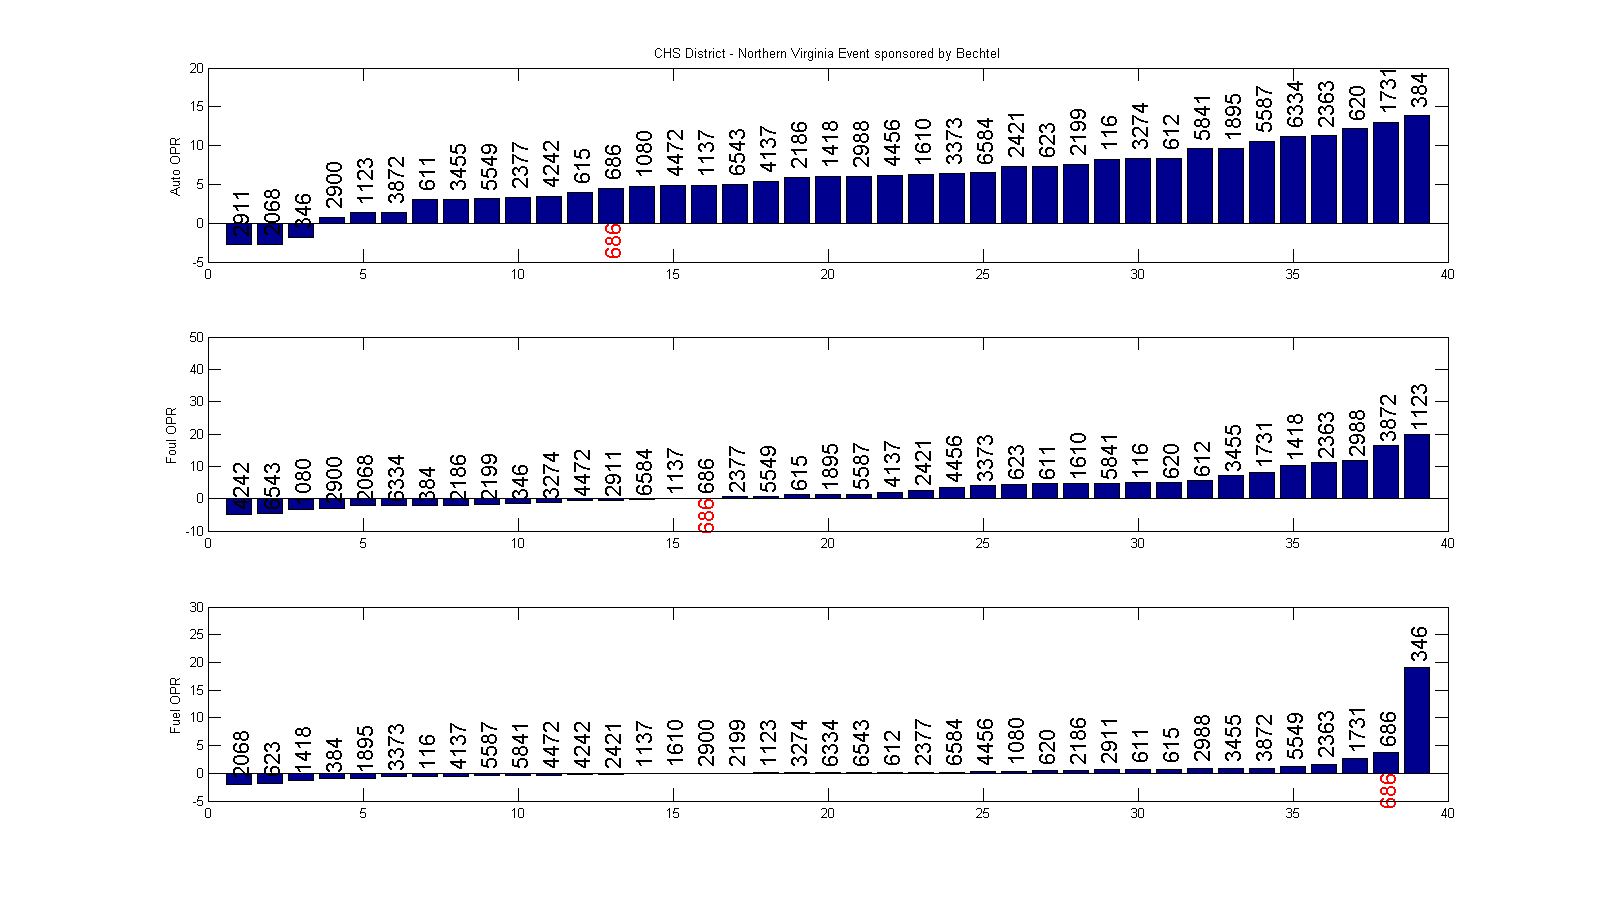 CHS District - Northern Virginia Event sponsored by Bechtel
Auto OPR
20
15
10
5
0
-5
2911 2068 346 2900 1123 3872 611 3455 5549 2377 4242 615 686 1080 4472 1137 6543 4137 2186 1418 2988 4456 1610 3373 6584 2421 623 2199 116 3274 612 5841 1895 5587 6334 2363 620 1731 384
686
0 5 10 15 20 25 30 35 40
Foul OPR
50
40
30
20
10
0
-10
4242 6543 1080 2900 2068 6334 384 2186 2199 346 3274 4472 2911 6584 1137 686 2377 5549 615 1895 5587 4137 2421 4456 3373 623 611 1610 5841 116 620 612 3455 1731 1418 2363 2988 3872 1123
686
0 5 10 15 20 25 30 35 40
Fuel OPR
30
25
20
15
10
5
0
-5
2068 623 1418 384 1895 3373 116 4137 5587 5841 4472 4242 2421 1137 1610 2900 2199 1123 3274 6334 6543 612 2377 6584 4456 1080 620 2186 2911 611 615 2988 3455 3872 5549 2363 1731 686 346
686
0 5 10 15 20 25 30 35 40